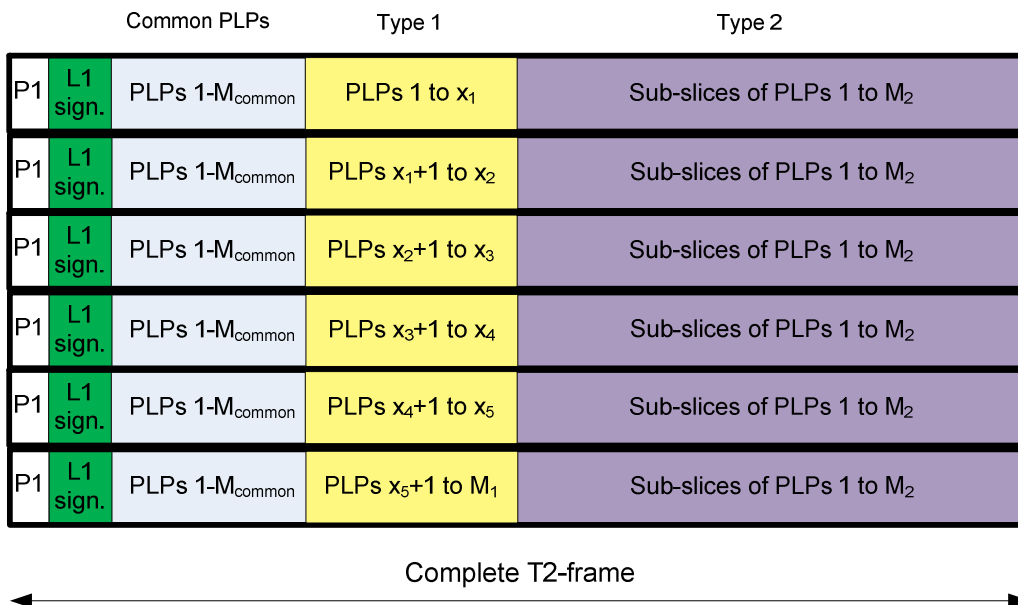 Common PLPs Type 1 Type 2
P1 L1 sign. PLPs 1-Mcommon PLPs 1 to x1 Sub-slices of PLPs 1 to M2
P1 L1 sign. PLPs 1-Mcommon PLPs x1+1 to x2 Sub-slices of PLPs 1 to M2
P1 L1 sign. PLPs 1-Mcommon PLPs x2+1 to x3 Sub-slices of PLPs 1 to M2
P1 L1 sign. PLPs 1-Mcommon PLPs x3+1 to x4 Sub-slices of PLPs 1 to M2
P1 L1 sign. PLPs 1-Mcommon PLPs x4+1 to x5 Sub-slices of PLPs 1 to M2
P1 L1 sign. PLPs 1-Mcommon PLPs x5+1 to M1 Sub-slices of PLPs 1 to M2
Complete T2-frame